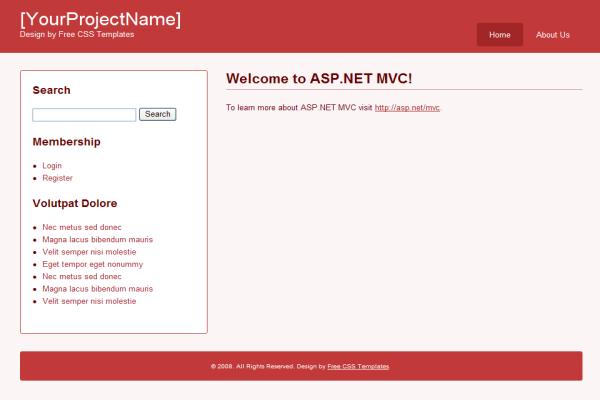 [YourProjectName]
Design by Free CSS Templates
Home
About Us
Search
Search
Membership
Login
Register
Volutpat Dolore
Nec metus sed donec
Magna lacus bibendum mauris
Velit semper nisi molestie
Eget tempor eget nonummy
Nec metus sed donec
Magna lacus bibendum mauris
Velit semper nisi molestie
Welcome to ASP.NET MVC!
To learn more about ASP.NET MVC visit http://asp.net/mvc.
© 2008. All Rights Reserved. Design by Free CSS Templates.